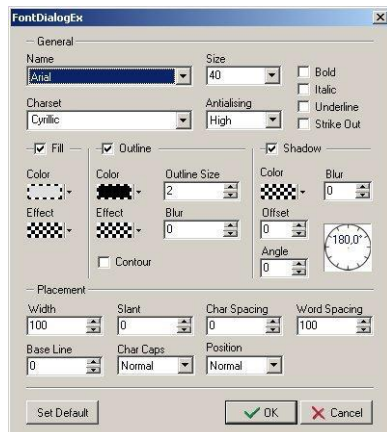 FontDialogEx
General
Name Size
Arial 40 Bold
Italic
Charset Antialising Underline
Cyrillic High Strike Out
Fill Outline Shadow
Color Color Outline Size Color Blur
2 0
Effect Effect Blur Offset
0 0 180,0°
Contour Angle
0
Placement
Width Slant Char Spacing Word Spacing
100 0 0 100
Base Line Char Caps Position
0 Normal Normal
Set Default OK Cancel